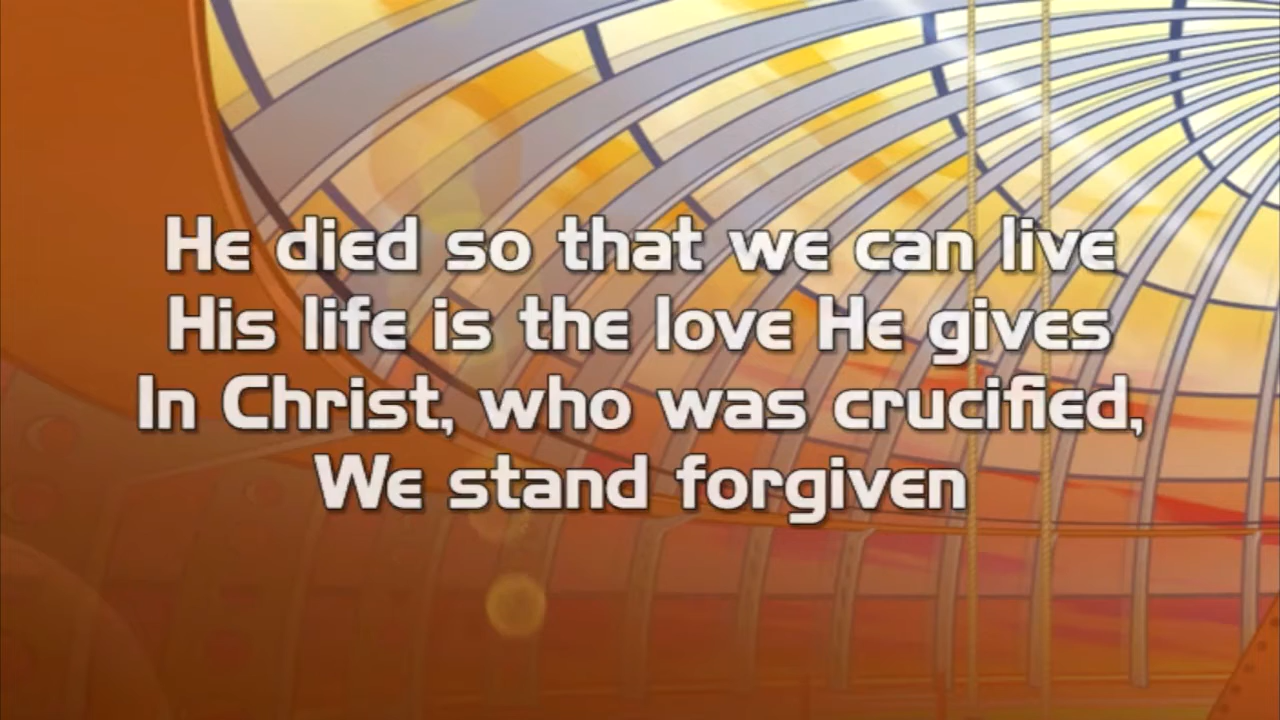 He died so that we can live
His life is the love He gives
In Christ, who was crucified,
We stand forgiven